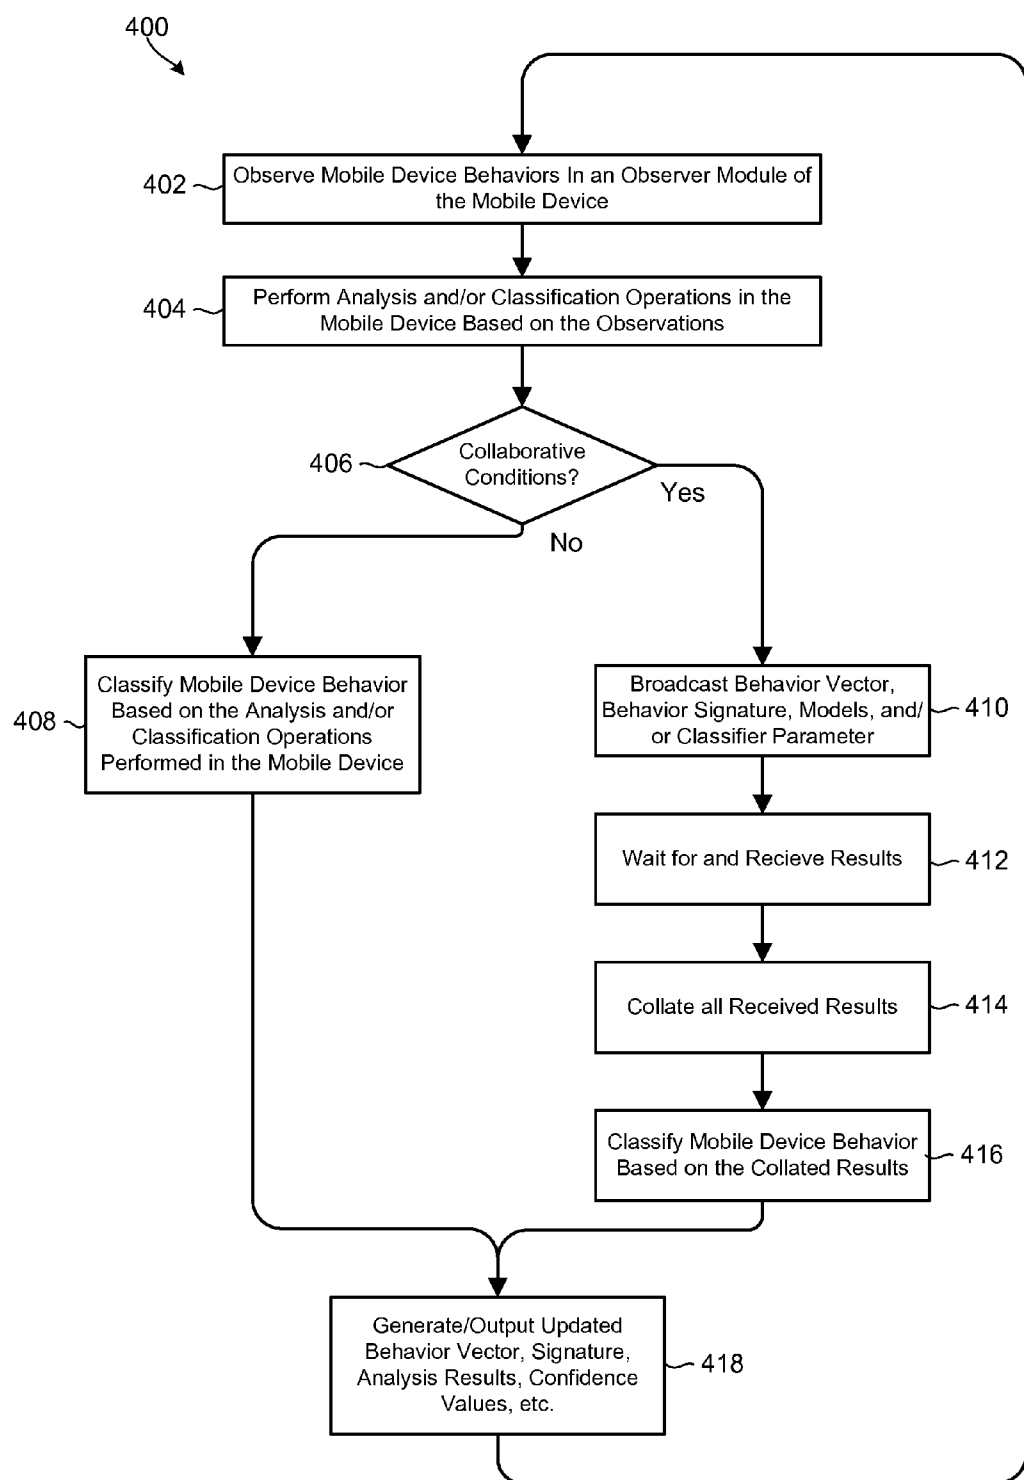 400
402
Observe Mobile Device Behaviors In an Observer Module of
the Mobile Device
404
Perform Analysis and/or Classification Operations in the
Mobile Device Based on the Observations
406
Collaborative
Conditions?
Yes
No
408
Classify Mobile Device Behavior
Based on the Analysis and/or
Classification Operations
Performed in the Mobile Device
Broadcast Behavior Vector,
Behavior Signature, Models, and/
or Classifier Parameter
410
Wait for and Recieve Results
412
Collate all Received Results
414
Classify Mobile Device Behavior
Based on the Collated Results
416
Generate/Output Updated
Behavior Vector, Signature,
Analysis Results, Confidence
Values, etc.
418